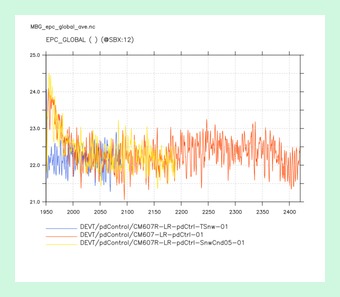 MBG_epc_global_ave.nc
EPC_GLOBAL ( ) (@SBX:12)
25.0
24.0
23.0
22.0
21.0
1950 2000 2050 2100 2150 2200 2250 2300 2350 2400
DEVT/pdControl/CM607R-LR-pdCtrl-TSnw-01
DEVT/pdControl/CM607-LR-pdCtrl-01
DEVT/pdControl/CM607R-LR-pdCtrl-SnwCnd05-01